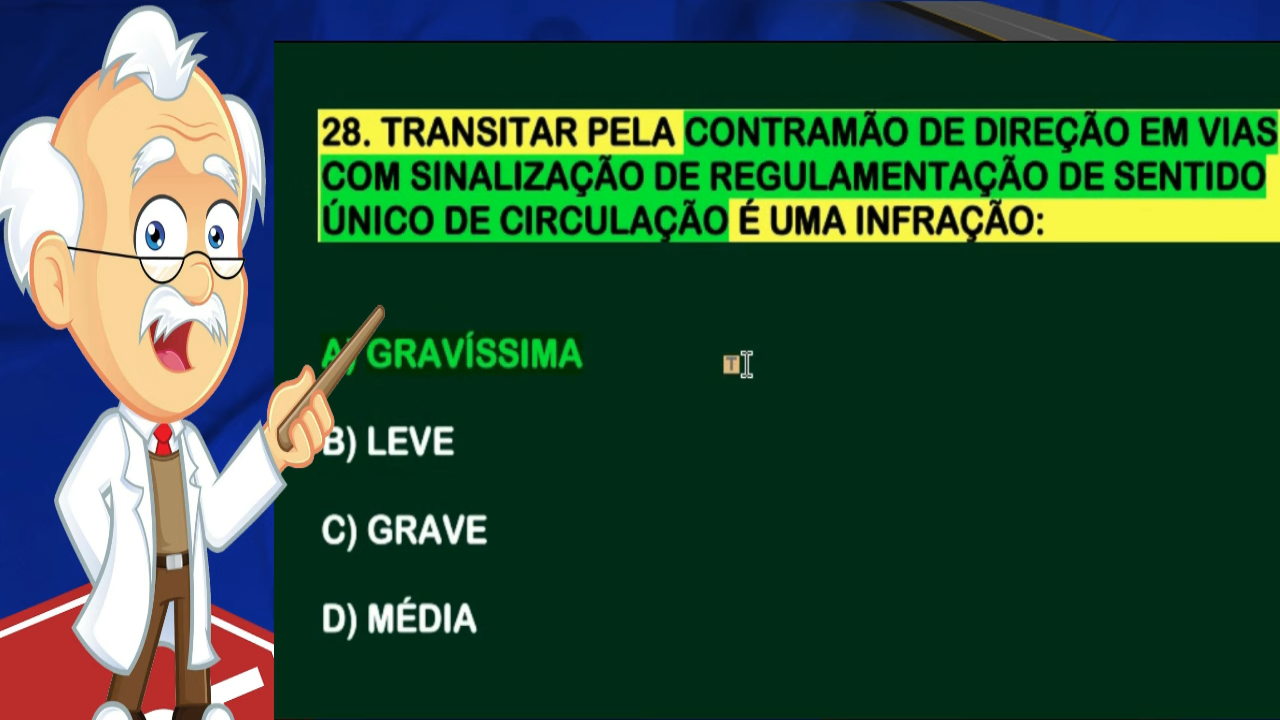 28. TRANSITAR PELA CONTRAMÃO DE DIREÇÃO EM VIAS
COM SINALIZAÇÃO DE REGULAMENTAÇÃO DE SENTIDO
ÚNICO DE CIRCULAÇÃO É UMA INFRAÇÃO:
A) GRAVÍSSIMA
T
B) LEVE
C) GRAVE
D) MÉDIA